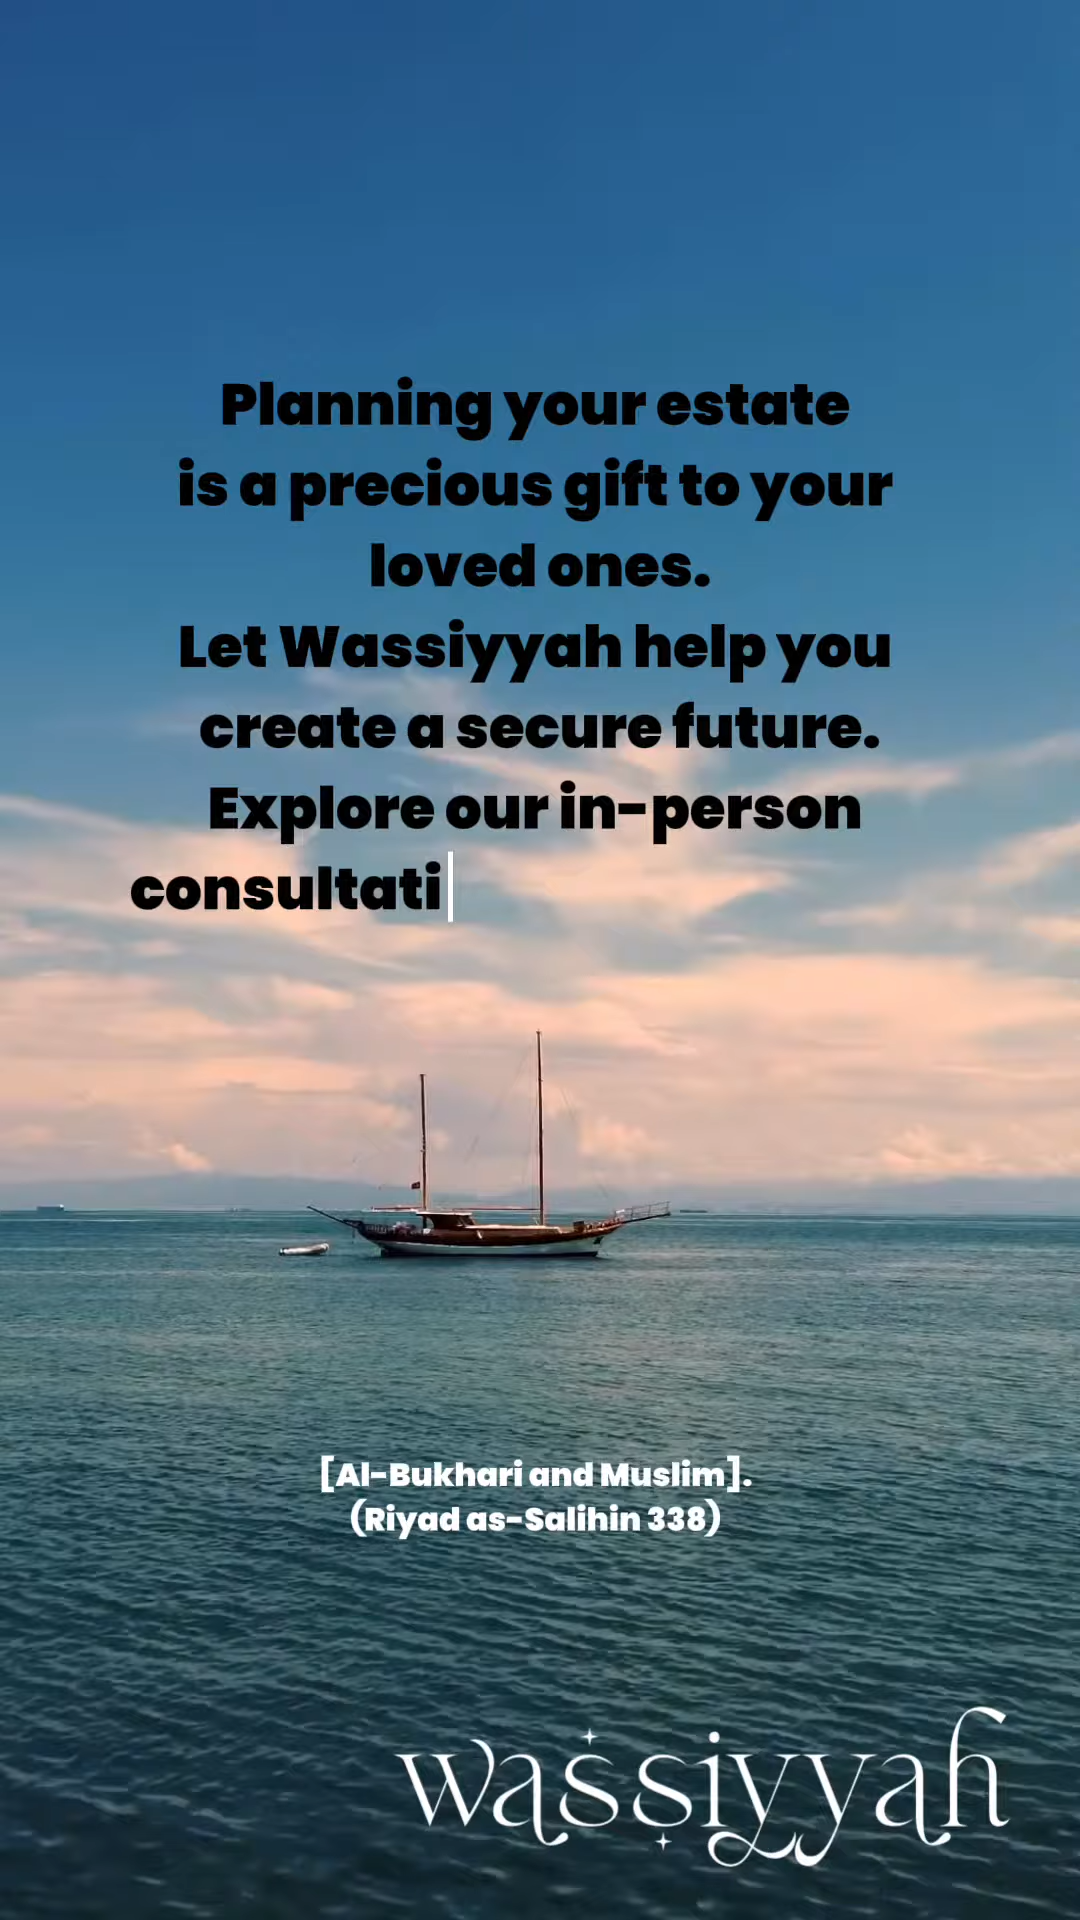 Planning your estate
is a precious gift to your
loved ones.
Let Wassiyyah help you
create a secure future.
Explore our in-person
consultati
[Al-Bukhari and Muslim].
(Riyad as-Salihin 338)
wassiyyah